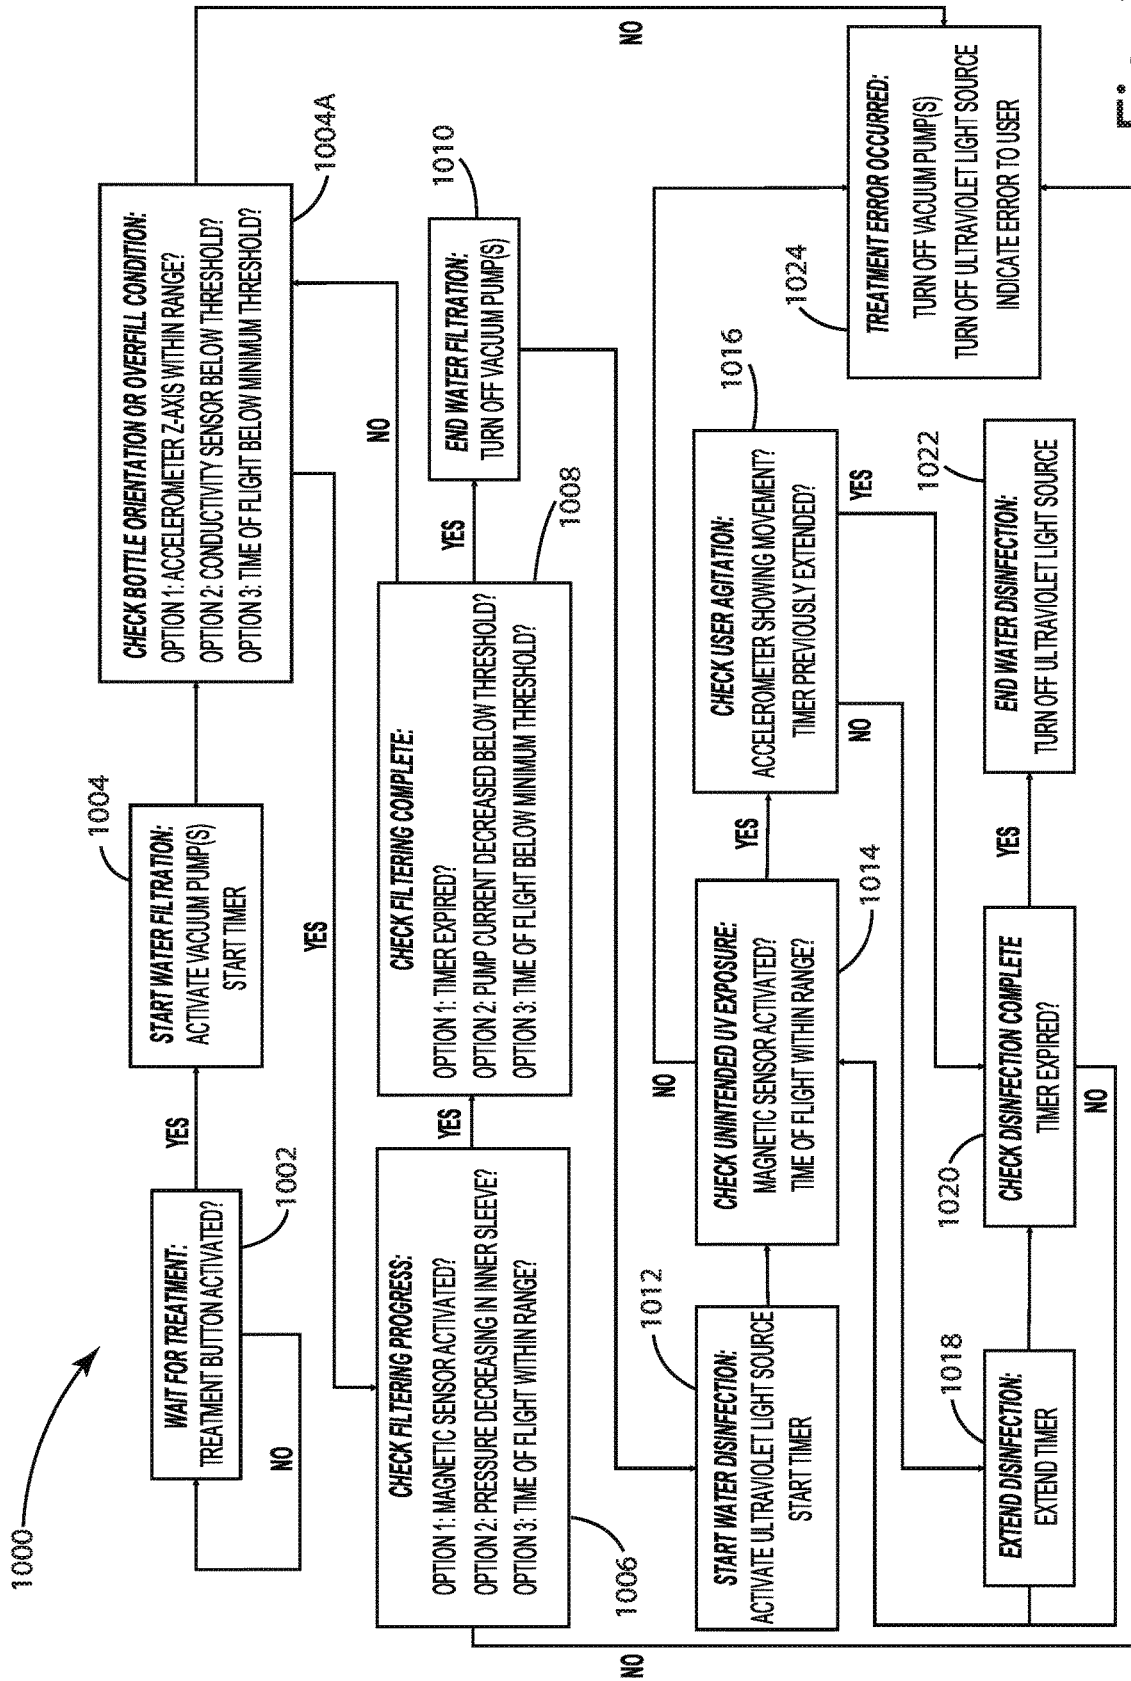 1000
WAIT FOR TREATMENT:
TREATMENT BUTTON ACTIVATED?
1002
NO
YES
START WATER FILTRATION:
ACTIVATE VACUUM PUMP(S)
START TIMER
1004
CHECK BOTTLE ORIENTATION OR OVERFILL CONDITION:
OPTION 1: ACCELEROMETER Z-AXIS WITHIN RANGE?
OPTION 2: CONDUCTIVITY SENSOR BELOW THRESHOLD?
OPTION 3: TIME OF FLIGHT BELOW MINIMUM THRESHOLD?
1004A
YES
NO
CHECK FILTERING PROGRESS:
OPTION 1: MAGNETIC SENSOR ACTIVATED?
OPTION 2: PRESSURE DECREASING IN INNER SLEEVE?
OPTION 3: TIME OF FLIGHT WITHIN RANGE?
1006
NO
YES
CHECK FILTERING COMPLETE:
OPTION 1: TIMER EXPIRED?
OPTION 2: PUMP CURRENT DECREASED BELOW THRESHOLD?
OPTION 3: TIME OF FLIGHT BELOW MINIMUM THRESHOLD?
1008
NO
YES
END WATER FILTRATION:
TURN OFF VACUUM PUMP(S)
1010
START WATER DISINFECTION:
ACTIVATE ULTRAVIOLET LIGHT SOURCE
START TIMER
1012
CHECK UNINTENDED UV EXPOSURE:
MAGNETIC SENSOR ACTIVATED?
TIME OF FLIGHT WITHIN RANGE?
1014
NO
YES
CHECK USER AGITATION:
ACCELEROMETER SHOWING MOVEMENT?
TIMER PREVIOUSLY EXTENDED?
1016
NO
YES
EXTEND DISINFECTION:
EXTEND TIMER
1018
CHECK DISINFECTION COMPLETE
TIMER EXPIRED?
1020
NO
YES
END WATER DISINFECTION:
TURN OFF ULTRAVIOLET LIGHT SOURCE
1022
TREATMENT ERROR OCCURRED:
TURN OFF VACUUM PUMP(S)
TURN OFF ULTRAVIOLET LIGHT SOURCE
INDICATE ERROR TO USER
1024